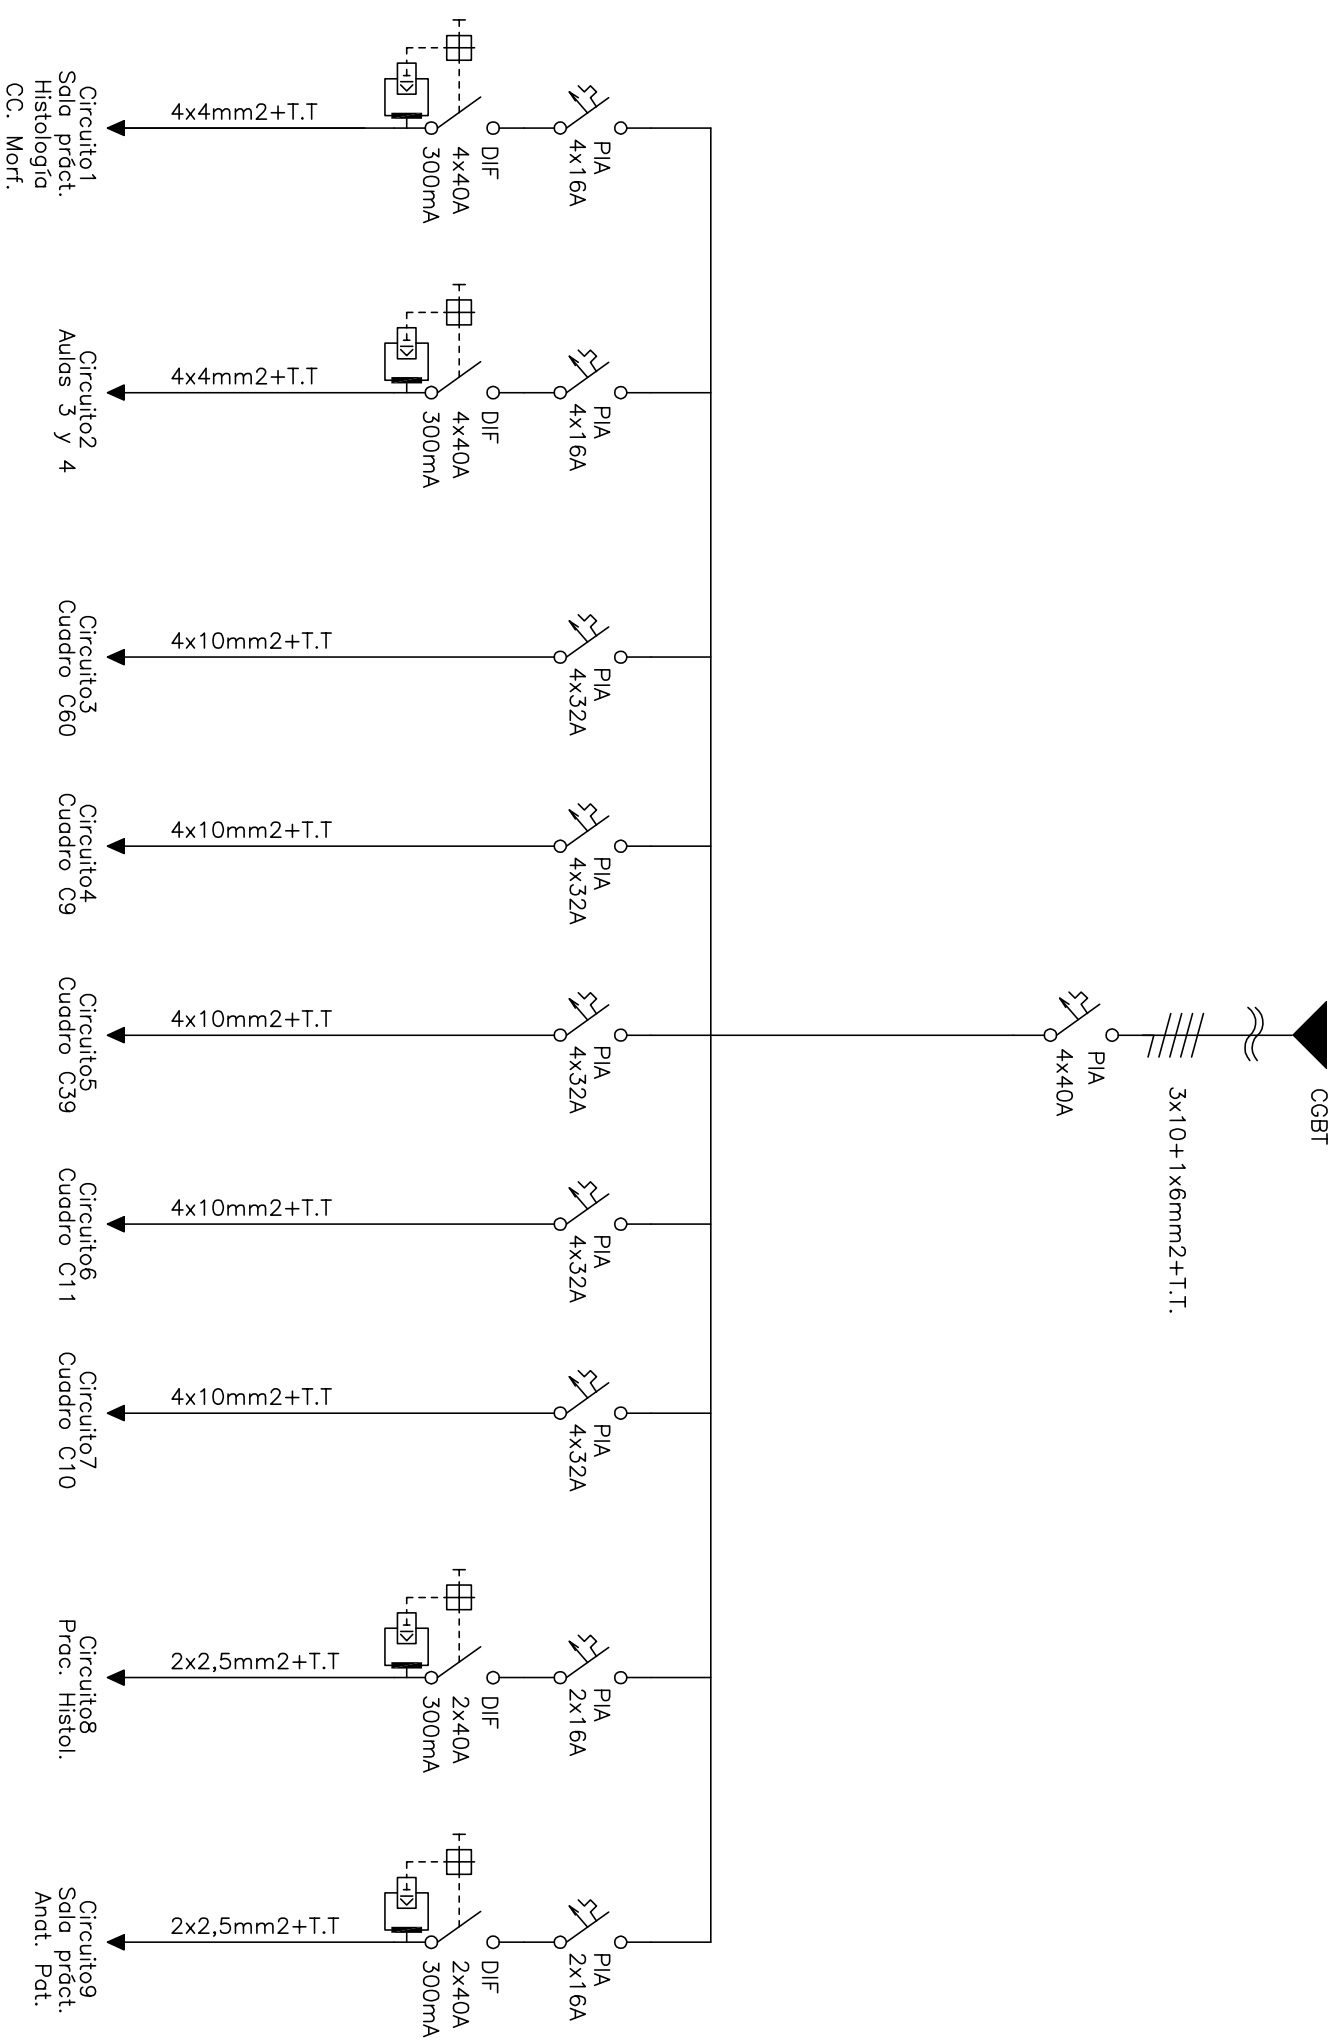 CGBT
3x10+1x6mm2+T.T.
PIA
4x40A
PIA
4x16A
DIF
4x40A
300mA
4x4mm2+T.T
Circuito1
Sala práct.
Histología
CC. Morf.
PIA
4x16A
DIF
4x40A
300mA
4x4mm2+T.T
Circuito2
Aulas 3 y 4
PIA
4x32A
4x10mm2+T.T
Circuito3
Cuadro C60
PIA
4x32A
4x10mm2+T.T
Circuito4
Cuadro C9
PIA
4x32A
4x10mm2+T.T
Circuito5
Cuadro C39
PIA
4x32A
4x10mm2+T.T
Circuito6
Cuadro C11
PIA
4x32A
4x10mm2+T.T
Circuito7
Cuadro C10
PIA
2x16A
DIF
2x40A
300mA
2x2,5mm2+T.T
Circuito8
Prac. Histol.
PIA
2x16A
DIF
2x40A
300mA
2x2,5mm2+T.T
Circuito9
Sala práct.
Anat. Pat.